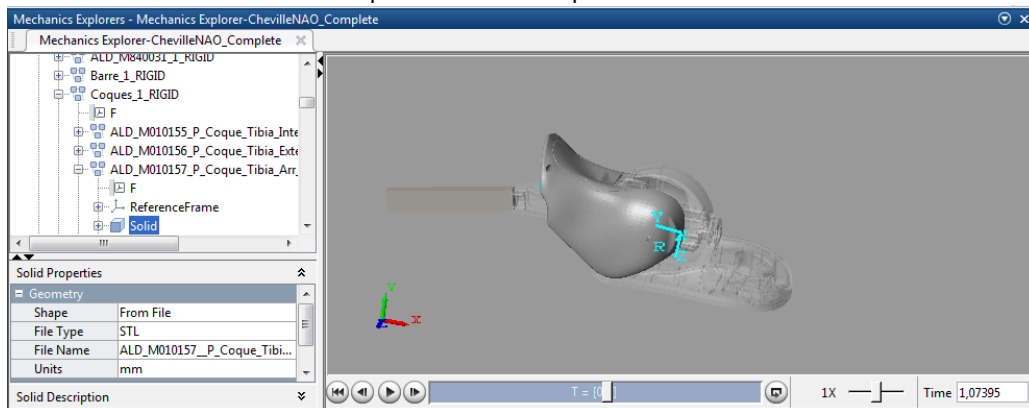 Mechanics Explorers - Mechanics Explorer-ChevilleNAO_Complete
Mechanics Explorer-ChevilleNAO_Complete
ALD_M840031_1_RIGID
Barre_1_RIGID
Coques_1_RIGID
F
ALD_M010155_P_Coque_Tibia_Inte
ALD_M010156_P_Coque_Tibia_Exte
ALD_M010157_P_Coque_Tibia_Arr
F
ReferenceFrame
Solid
Solid Properties
Geometry
Shape From File
File Type STL
File Name ALD_M010157__P_Coque_Tibi...
Units mm
Solid Description
Y
R
Z
Y
X
Z
1X
Time 1,07395